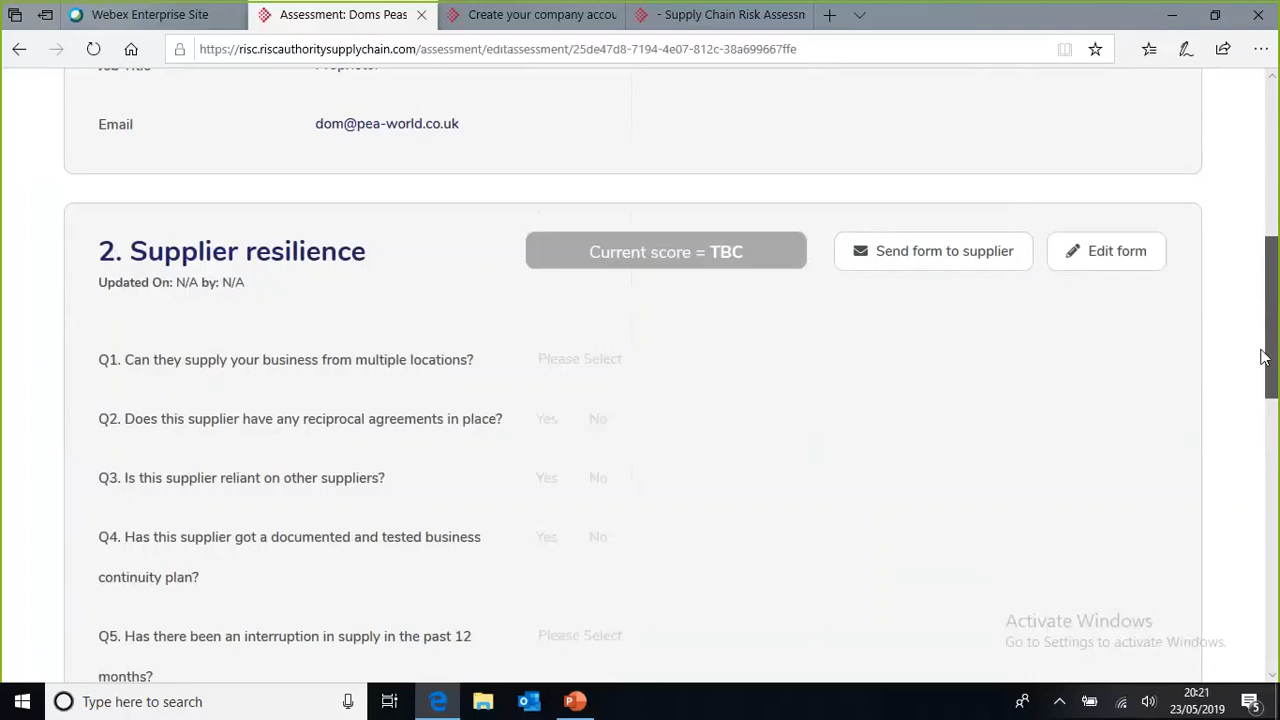 Webex Enterprise Site
Assessment: Doms Peas
Create your company accou
- Supply Chain Risk Assessm
https://risc.riscauthoritysupplychain.com/assessment/editassessment/25de47d8-7194-4e07-812c-38a699667ffe
Job Title Proprietor
Email dom@pea-world.co.uk
2. Supplier resilience
Current score = TBC
Send form to supplier
Edit form
Updated On: N/A by: N/A
Q1. Can they supply your business from multiple locations? Please Select
Q2. Does this supplier have any reciprocal agreements in place? Yes No
Q3. Is this supplier reliant on other suppliers? Yes No
Q4. Has this supplier got a documented and tested business Yes No
continuity plan?
Q5. Has there been an interruption in supply in the past 12 Please Select
months?
Activate Windows
Go to Settings to activate Windows.
Type here to search
20:21
23/05/2019
5